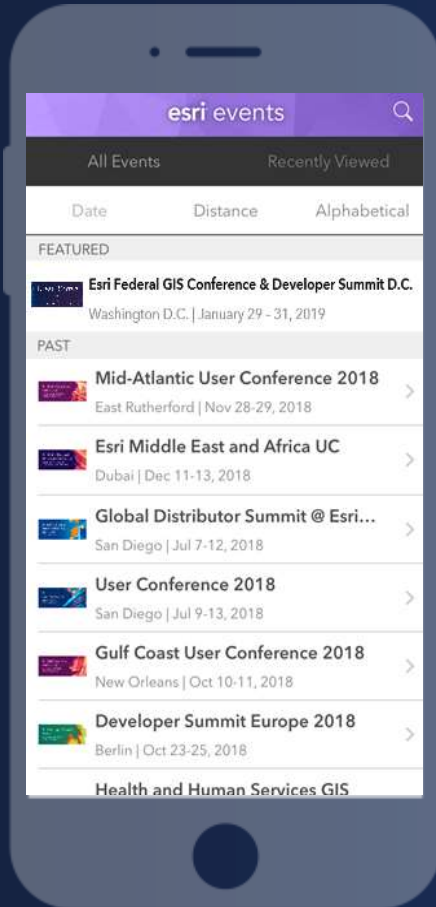 esri events
All Events Recently Viewed
Date Distance Alphabetical
FEATURED
Esri Federal GIS Conference & Developer Summit D.C.
Washington D.C. | January 29 - 31, 2019
PAST
Mid-Atlantic User Conference 2018
East Rutherford | Nov 28-29, 2018
Esri Middle East and Africa UC
Dubai | Dec 11-13, 2018
Global Distributor Summit @ Esri...
San Diego | Jul 7-12, 2018
User Conference 2018
San Diego | Jul 9-13, 2018
Gulf Coast User Conference 2018
New Orleans | Oct 10-11, 2018
Developer Summit Europe 2018
Berlin | Oct 23-25, 2018
Health and Human Services GIS